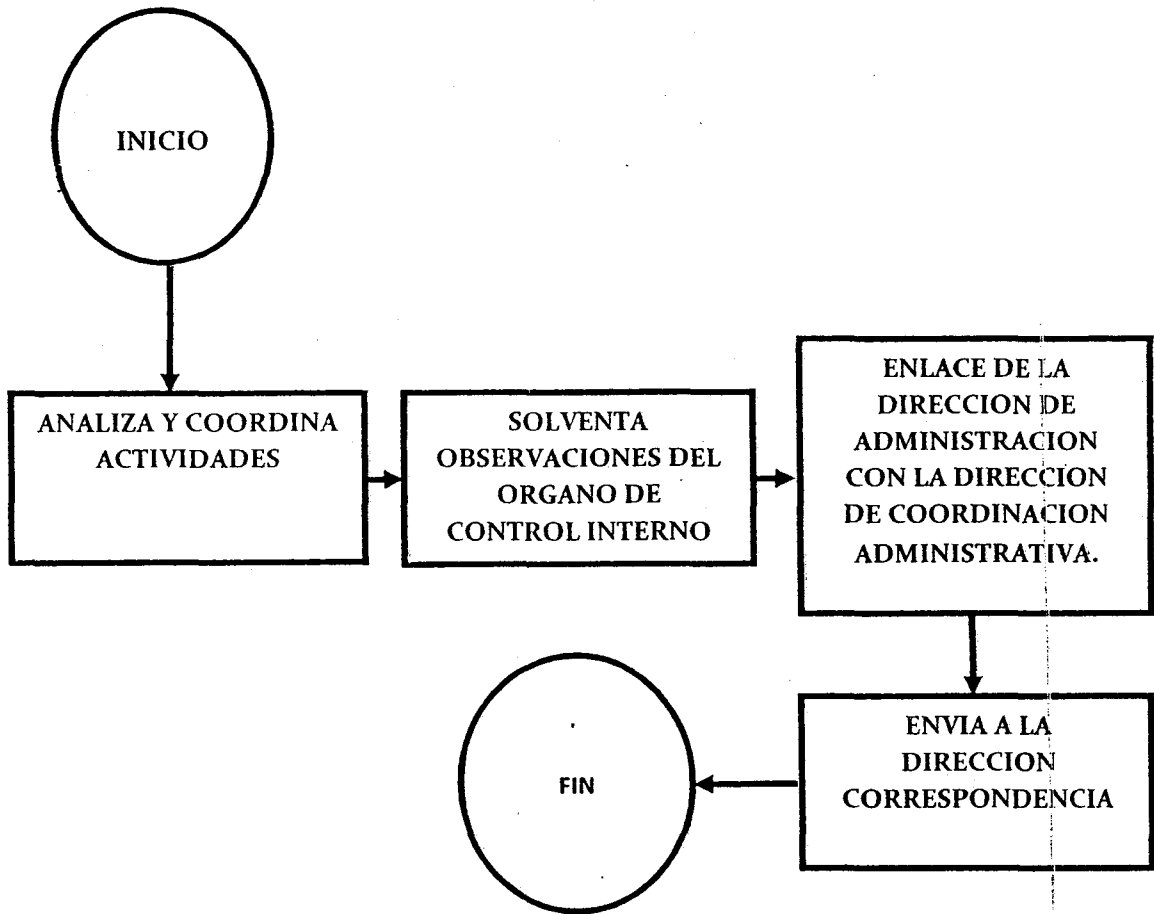 INICIO
ANALIZA Y COORDINA
ACTIVIDADES
SOLVENTA
OBSERVACIONES DEL
ORGANO DE
CONTROL INTERNO
ENLACE DE LA
DIRECCION DE
ADMINISTRACION
CON LA DIRECCION
DE COORDINACION
ADMINISTRATIVA.
ENVIA A LA
DIRECCION
CORRESPONDENCIA
FIN